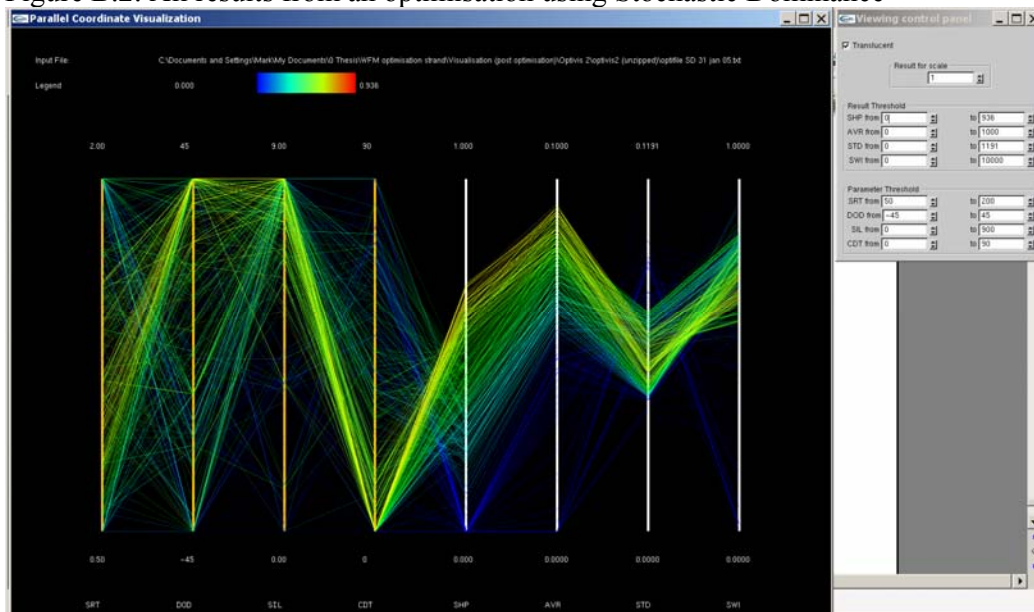 Figure B.2: All results from an optimisation using Stochastic Dominance
Parallel Coordinate Visualization
Input File: C:\Documents and Settings\Mark\My Documents\0 Thesis\WFM optimisation strand\Visualisation (post optimisation)\Optivis 2\optivis2 (unzipped)\optifile SD 31 jan 05.txt
Legend 0.000 0.936
2.00 45 9.00 90 1.000 0.1000 0.1191 1.0000
0.50 -45 0.00 0 0.000 0.0000 0.0000 0.0000
SRT DOD SIL CDT SHP AVR STD SWI
Viewing control panel
Translucent
Result for scale
1
Result Threshold
SHP from 0 to 936
AVR from 0 to 1000
STD from 0 to 1191
SWI from 0 to 10000
Parameter Threshold
SRT from 50 to 200
DOD from -45 to 45
SIL from 0 to 900
CDT from 0 to 90